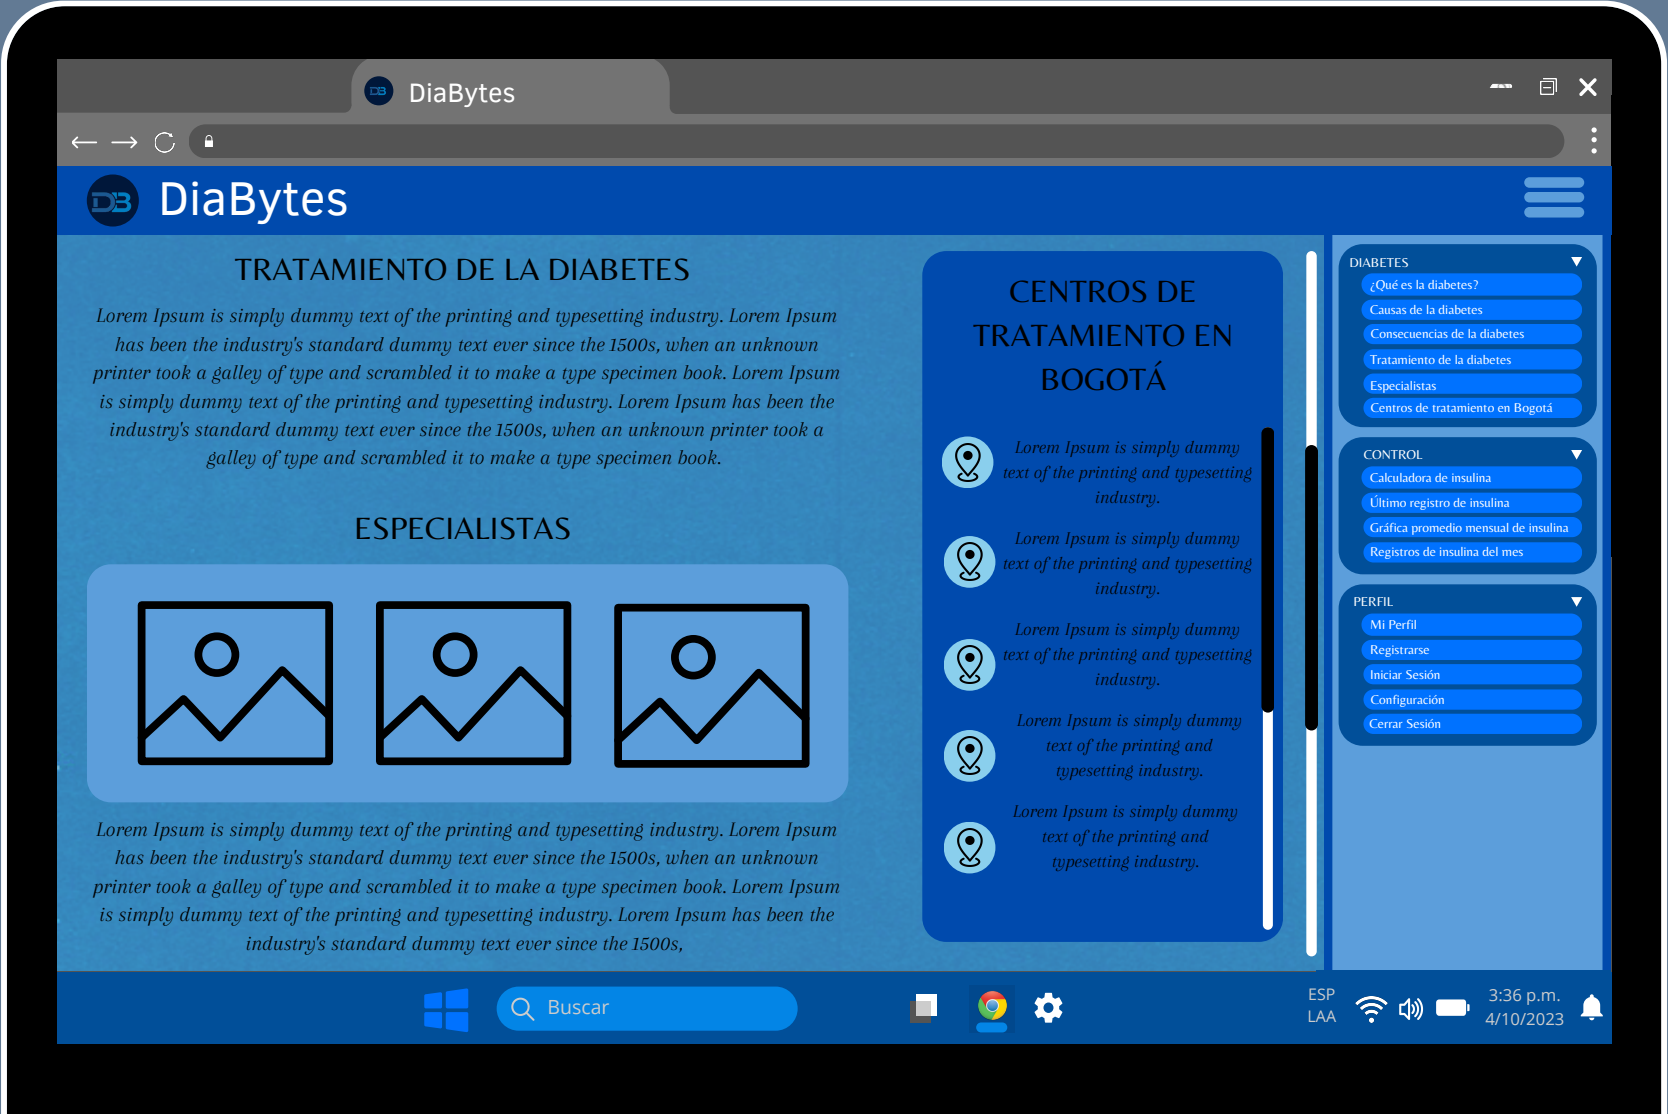 DB DiaBytes
DB DiaBytes
TRATAMIENTO DE LA DIABETES
Lorem Ipsum is simply dummy text of the printing and typesetting industry. Lorem Ipsum
has been the industry's standard dummy text ever since the 1500s, when an unknown
printer took a galley of type and scrambled it to make a type specimen book. Lorem Ipsum
is simply dummy text of the printing and typesetting industry. Lorem Ipsum has been the
industry's standard dummy text ever since the 1500s, when an unknown printer took a
galley of type and scrambled it to make a type specimen book.
ESPECIALISTAS
Lorem Ipsum is simply dummy text of the printing and typesetting industry. Lorem Ipsum
has been the industry's standard dummy text ever since the 1500s, when an unknown
printer took a galley of type and scrambled it to make a type specimen book. Lorem Ipsum
is simply dummy text of the printing and typesetting industry. Lorem Ipsum has been the
industry's standard dummy text ever since the 1500s,
CENTROS DE
TRATAMIENTO EN
BOGOTÁ
Lorem Ipsum is simply dummy
text of the printing and typesetting
industry.
Lorem Ipsum is simply dummy
text of the printing and typesetting
industry.
Lorem Ipsum is simply dummy
text of the printing and typesetting
industry.
Lorem Ipsum is simply dummy
text of the printing and
typesetting industry.
Lorem Ipsum is simply dummy
text of the printing and
typesetting industry.
DIABETES
¿Qué es la diabetes?
Causas de la diabetes
Consecuencias de la diabetes
Tratamiento de la diabetes
Especialistas
Centros de tratamiento en Bogotá
CONTROL
Calculadora de insulina
Último registro de insulina
Gráfica promedio mensual de insulina
Registros de insulina del mes
PERFIL
Mi Perfil
Registrarse
Iniciar Sesión
Configuración
Cerrar Sesión
Buscar
ESP
LAA
3:36 p.m.
4/10/2023